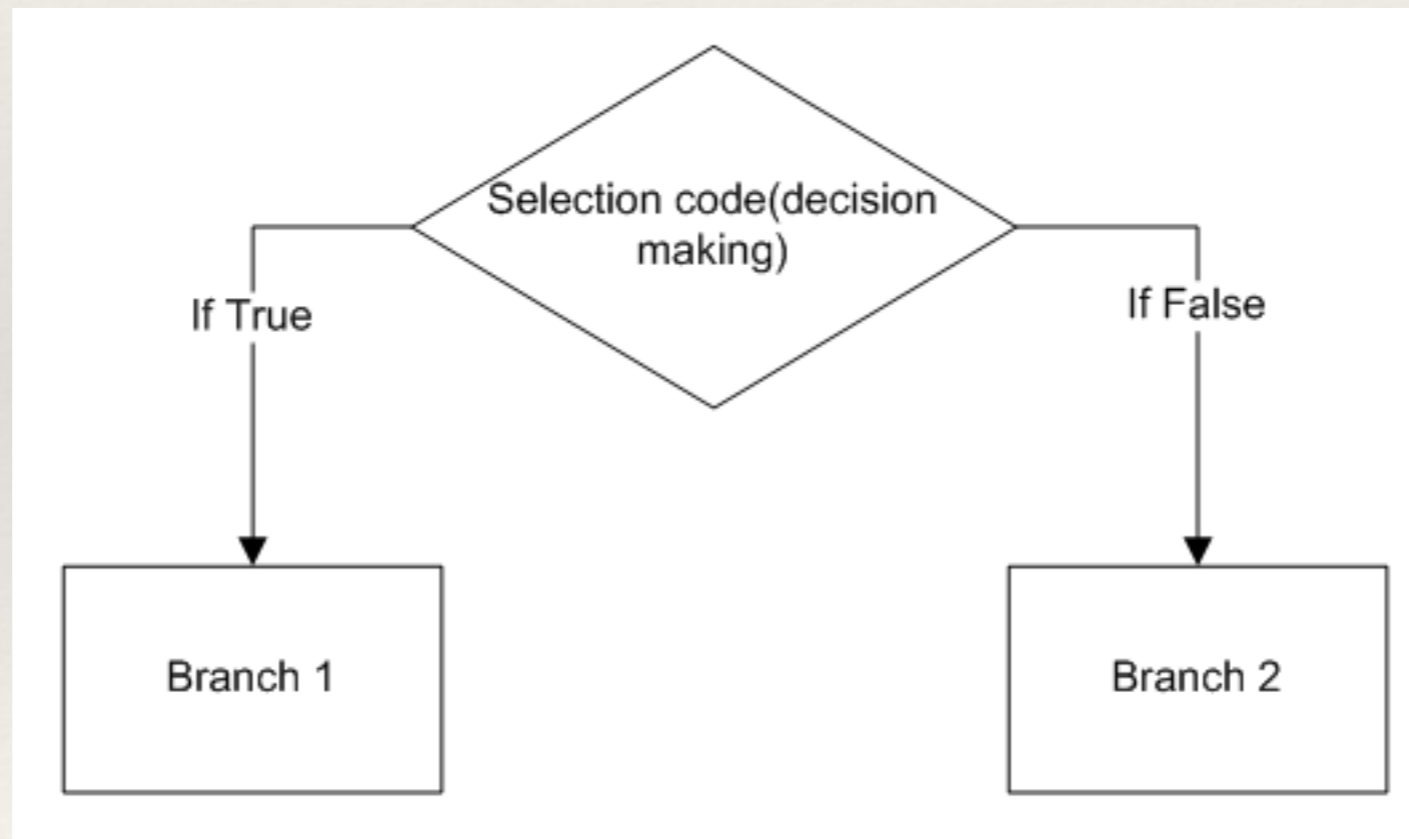 Selection code(decision
making)
If True
If False
Branch 1
Branch 2